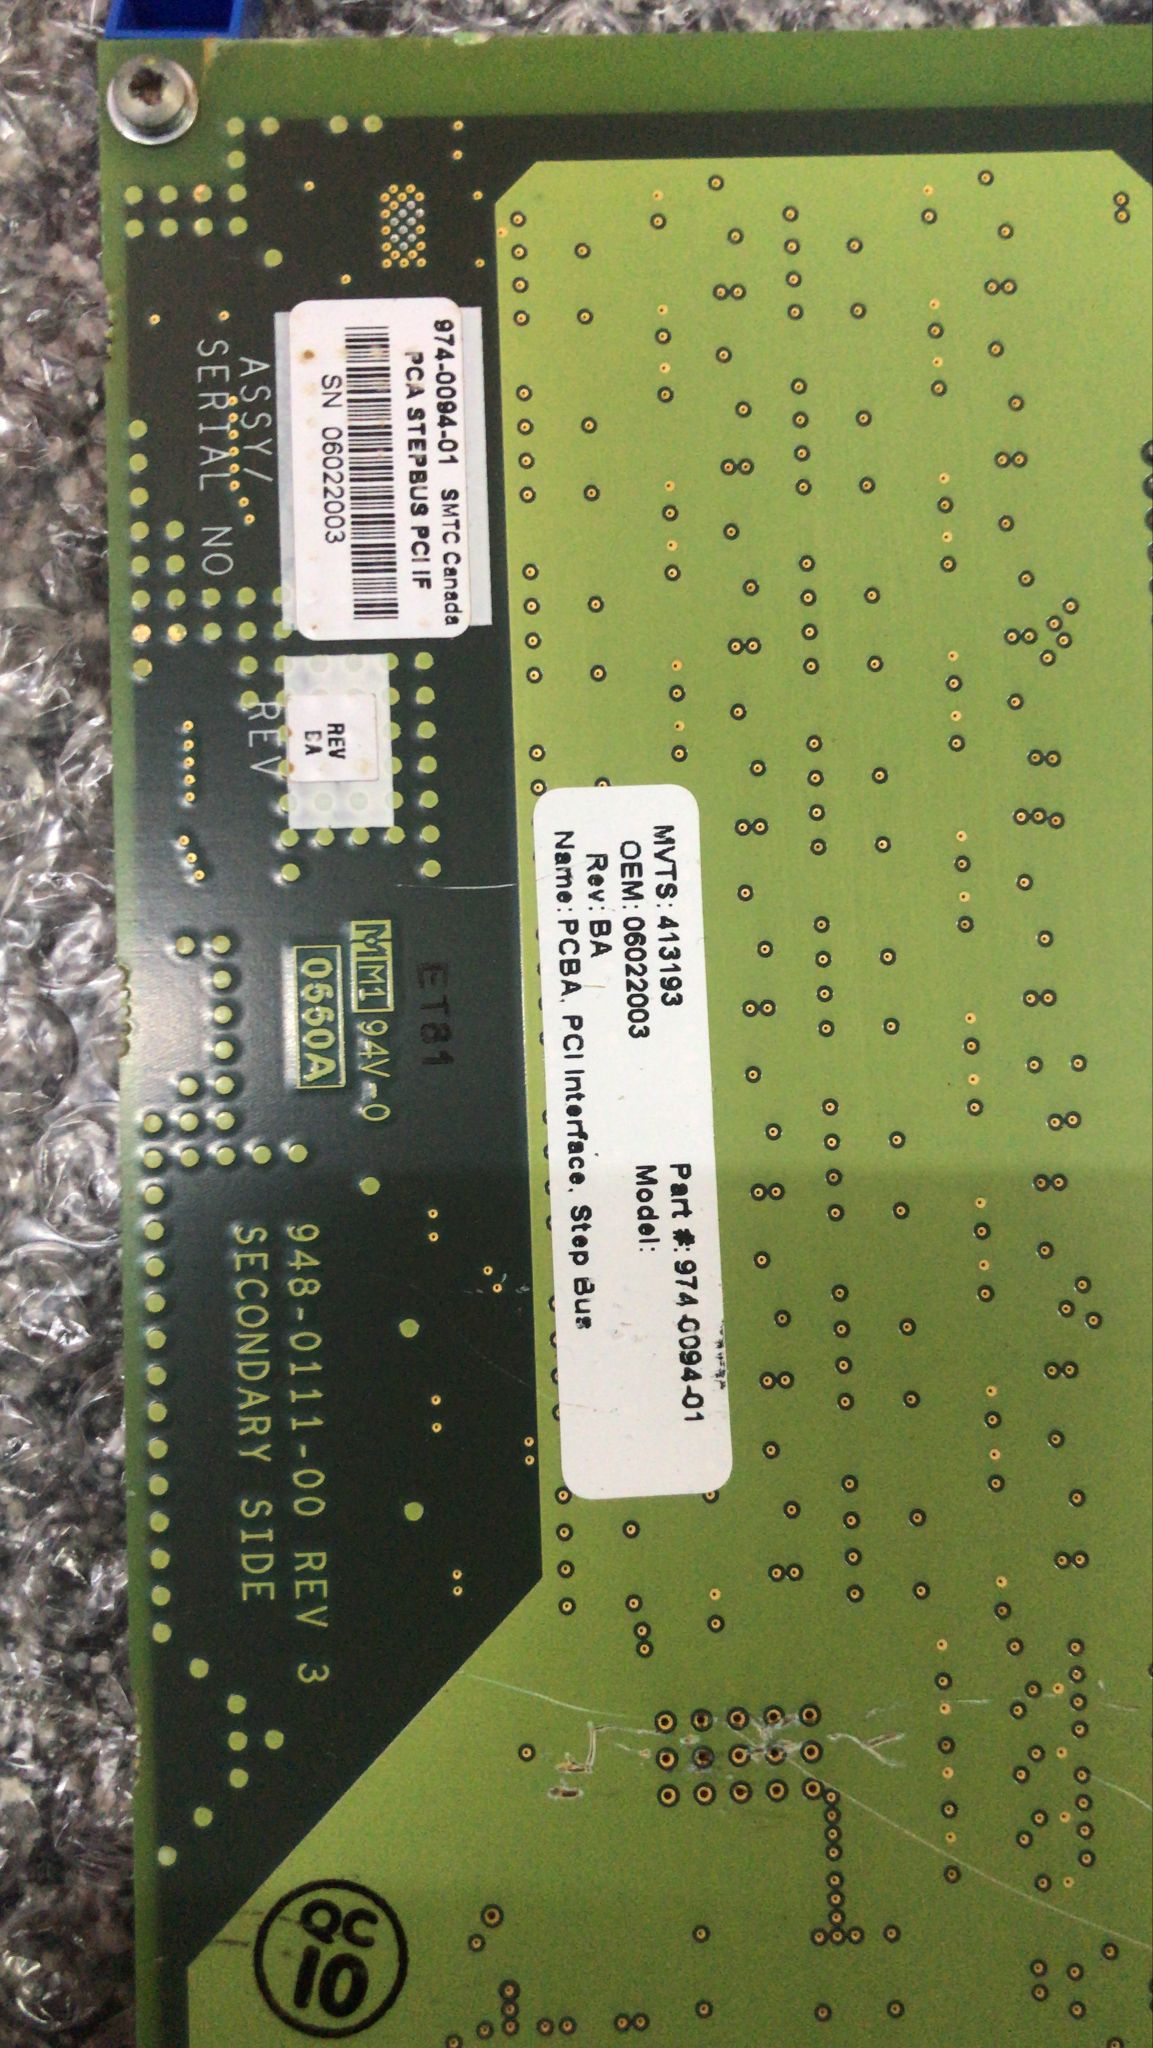 974-0094-01 SMTC Canada
PCA STEPBUS PCI IF
SN 06022003
ASSY/
SERIAL NO.
REV
BA
REV
MVTS: 413193 Part #: 974-0094-01
OEM: 06022003 Model:
Rev: BA
Name: PCBA, PCI Interface, Step Bus
ET81
MM1 94V-0
0560A
948-0111-00 REV 3
SECONDARY SIDE
QC
10